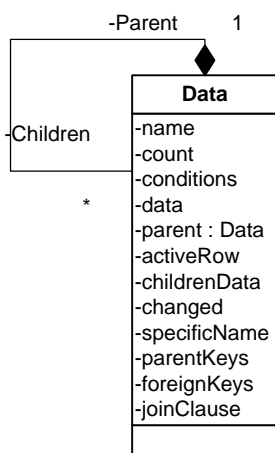 -Parent 1
Data
-Children
*
-name
-count
-conditions
-data
-parent : Data
-activeRow
-childrenData
-changed
-specificName
-parentKeys
-foreignKeys
-joinClause